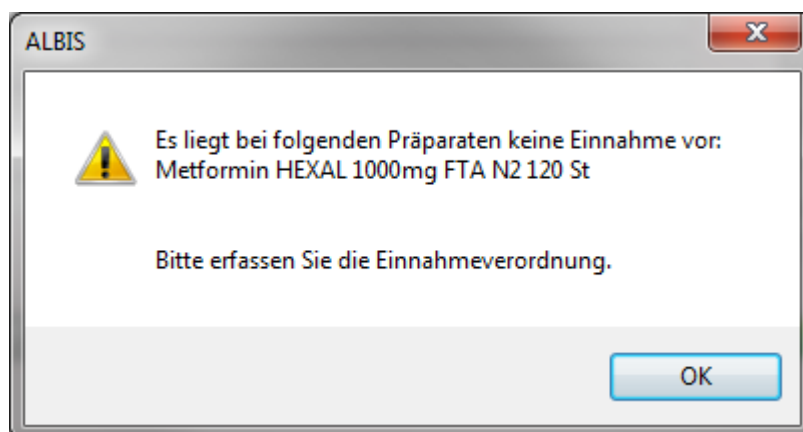 ALBIS
Es liegt bei folgenden Präparaten keine Einnahme vor:
Metformin HEXAL 1000mg FTA N2 120 St
Bitte erfassen Sie die Einnahmeverordnung.
OK